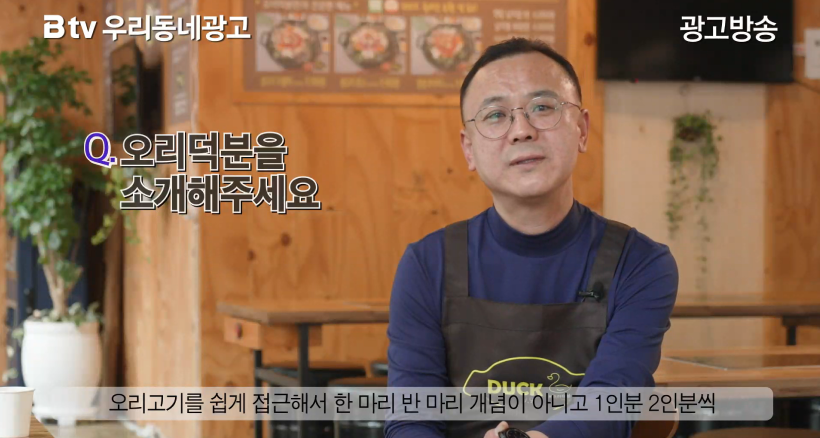 B tv 우리동네광고
광고방송
Q. 오리덕분을
소개해주세요
DUCK
오리고기를 쉽게 접근해서 한 마리 반 마리 개념이 아니고 1인분 2인분씩